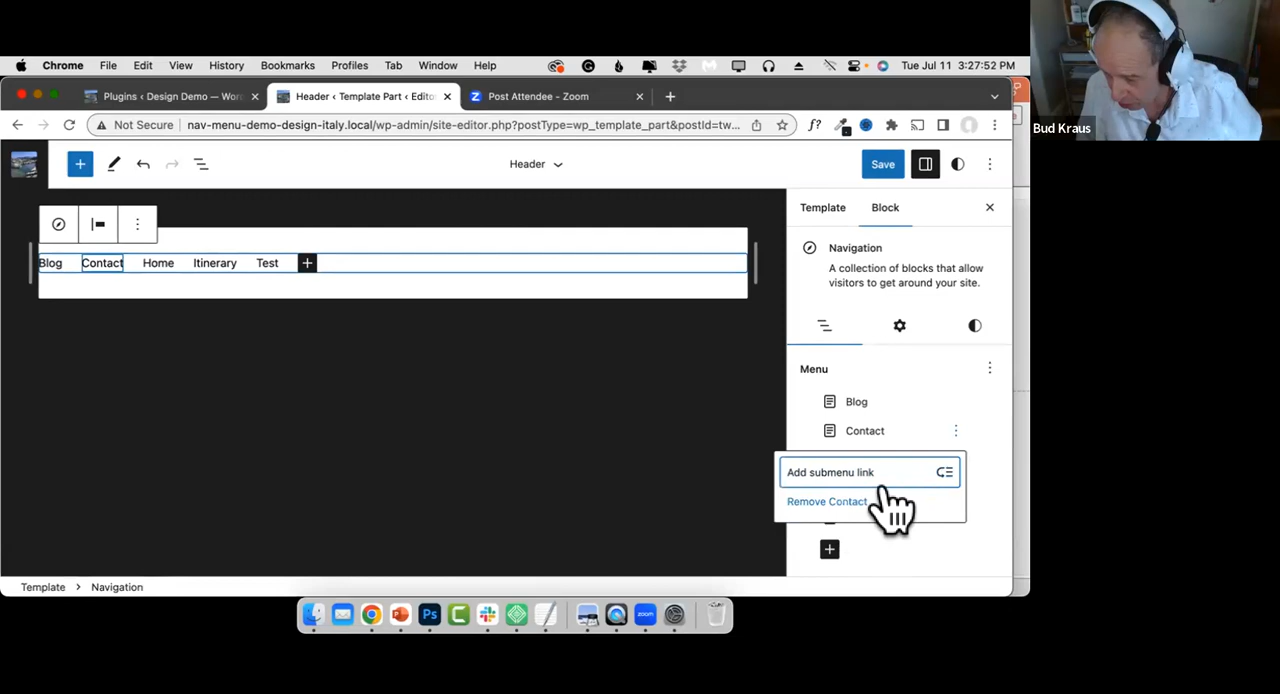 Chrome File Edit View History Bookmarks Profiles Tab Window Help Tue Jul 11 3:27:52 PM
Plugins ‹ Design Demo — Wor Header ‹ Template Part ‹ Editor Post Attendee - Zoom
Not Secure nav-menu-demo-design-italy.local/wp-admin/site-editor.php?postType=wp_template_part&postId=tw... f?
Bud Kraus
Header Save
Template Block
Navigation
A collection of blocks that allow
visitors to get around your site.
Blog Contact Home Itinerary Test
Menu
Blog
Contact
Add submenu link
Remove Contact
Template > Navigation
Ps
zoom